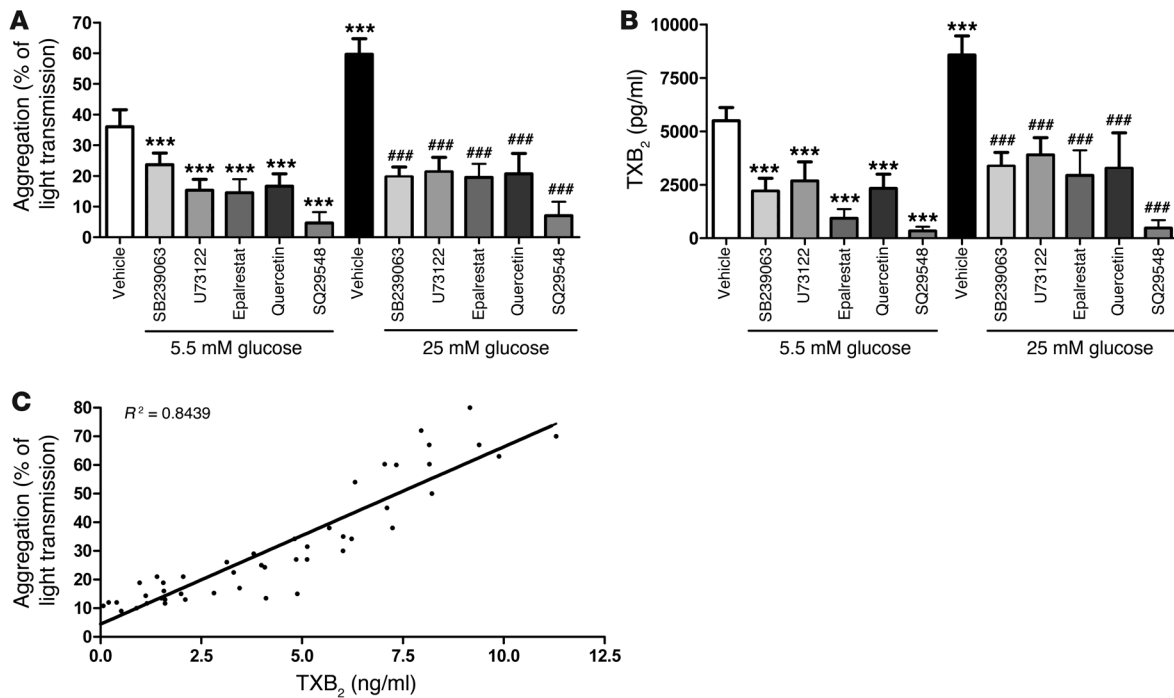 A
Aggregation (% of
light transmission)
70
60
50
40
30
20
10
0
***
***
***
***
***
***
###
###
###
###
###
Vehicle
SB239063
U73122
Epalrestat
Quercetin
SQ29548
Vehicle
SB239063
U73122
Epalrestat
Quercetin
SQ29548
5.5 mM glucose
25 mM glucose
B
TXB2 (pg/ml)
10000
7500
5000
2500
0
***
***
***
***
***
***
###
###
###
###
###
Vehicle
SB239063
U73122
Epalrestat
Quercetin
SQ29548
Vehicle
SB239063
U73122
Epalrestat
Quercetin
SQ29548
5.5 mM glucose
25 mM glucose
C
Aggregation (% of
light transmission)
80
70
60
50
40
30
20
10
0
R² = 0.8439
0.0
2.5
5.0
7.5
10.0
12.5
TXB2 (ng/ml)